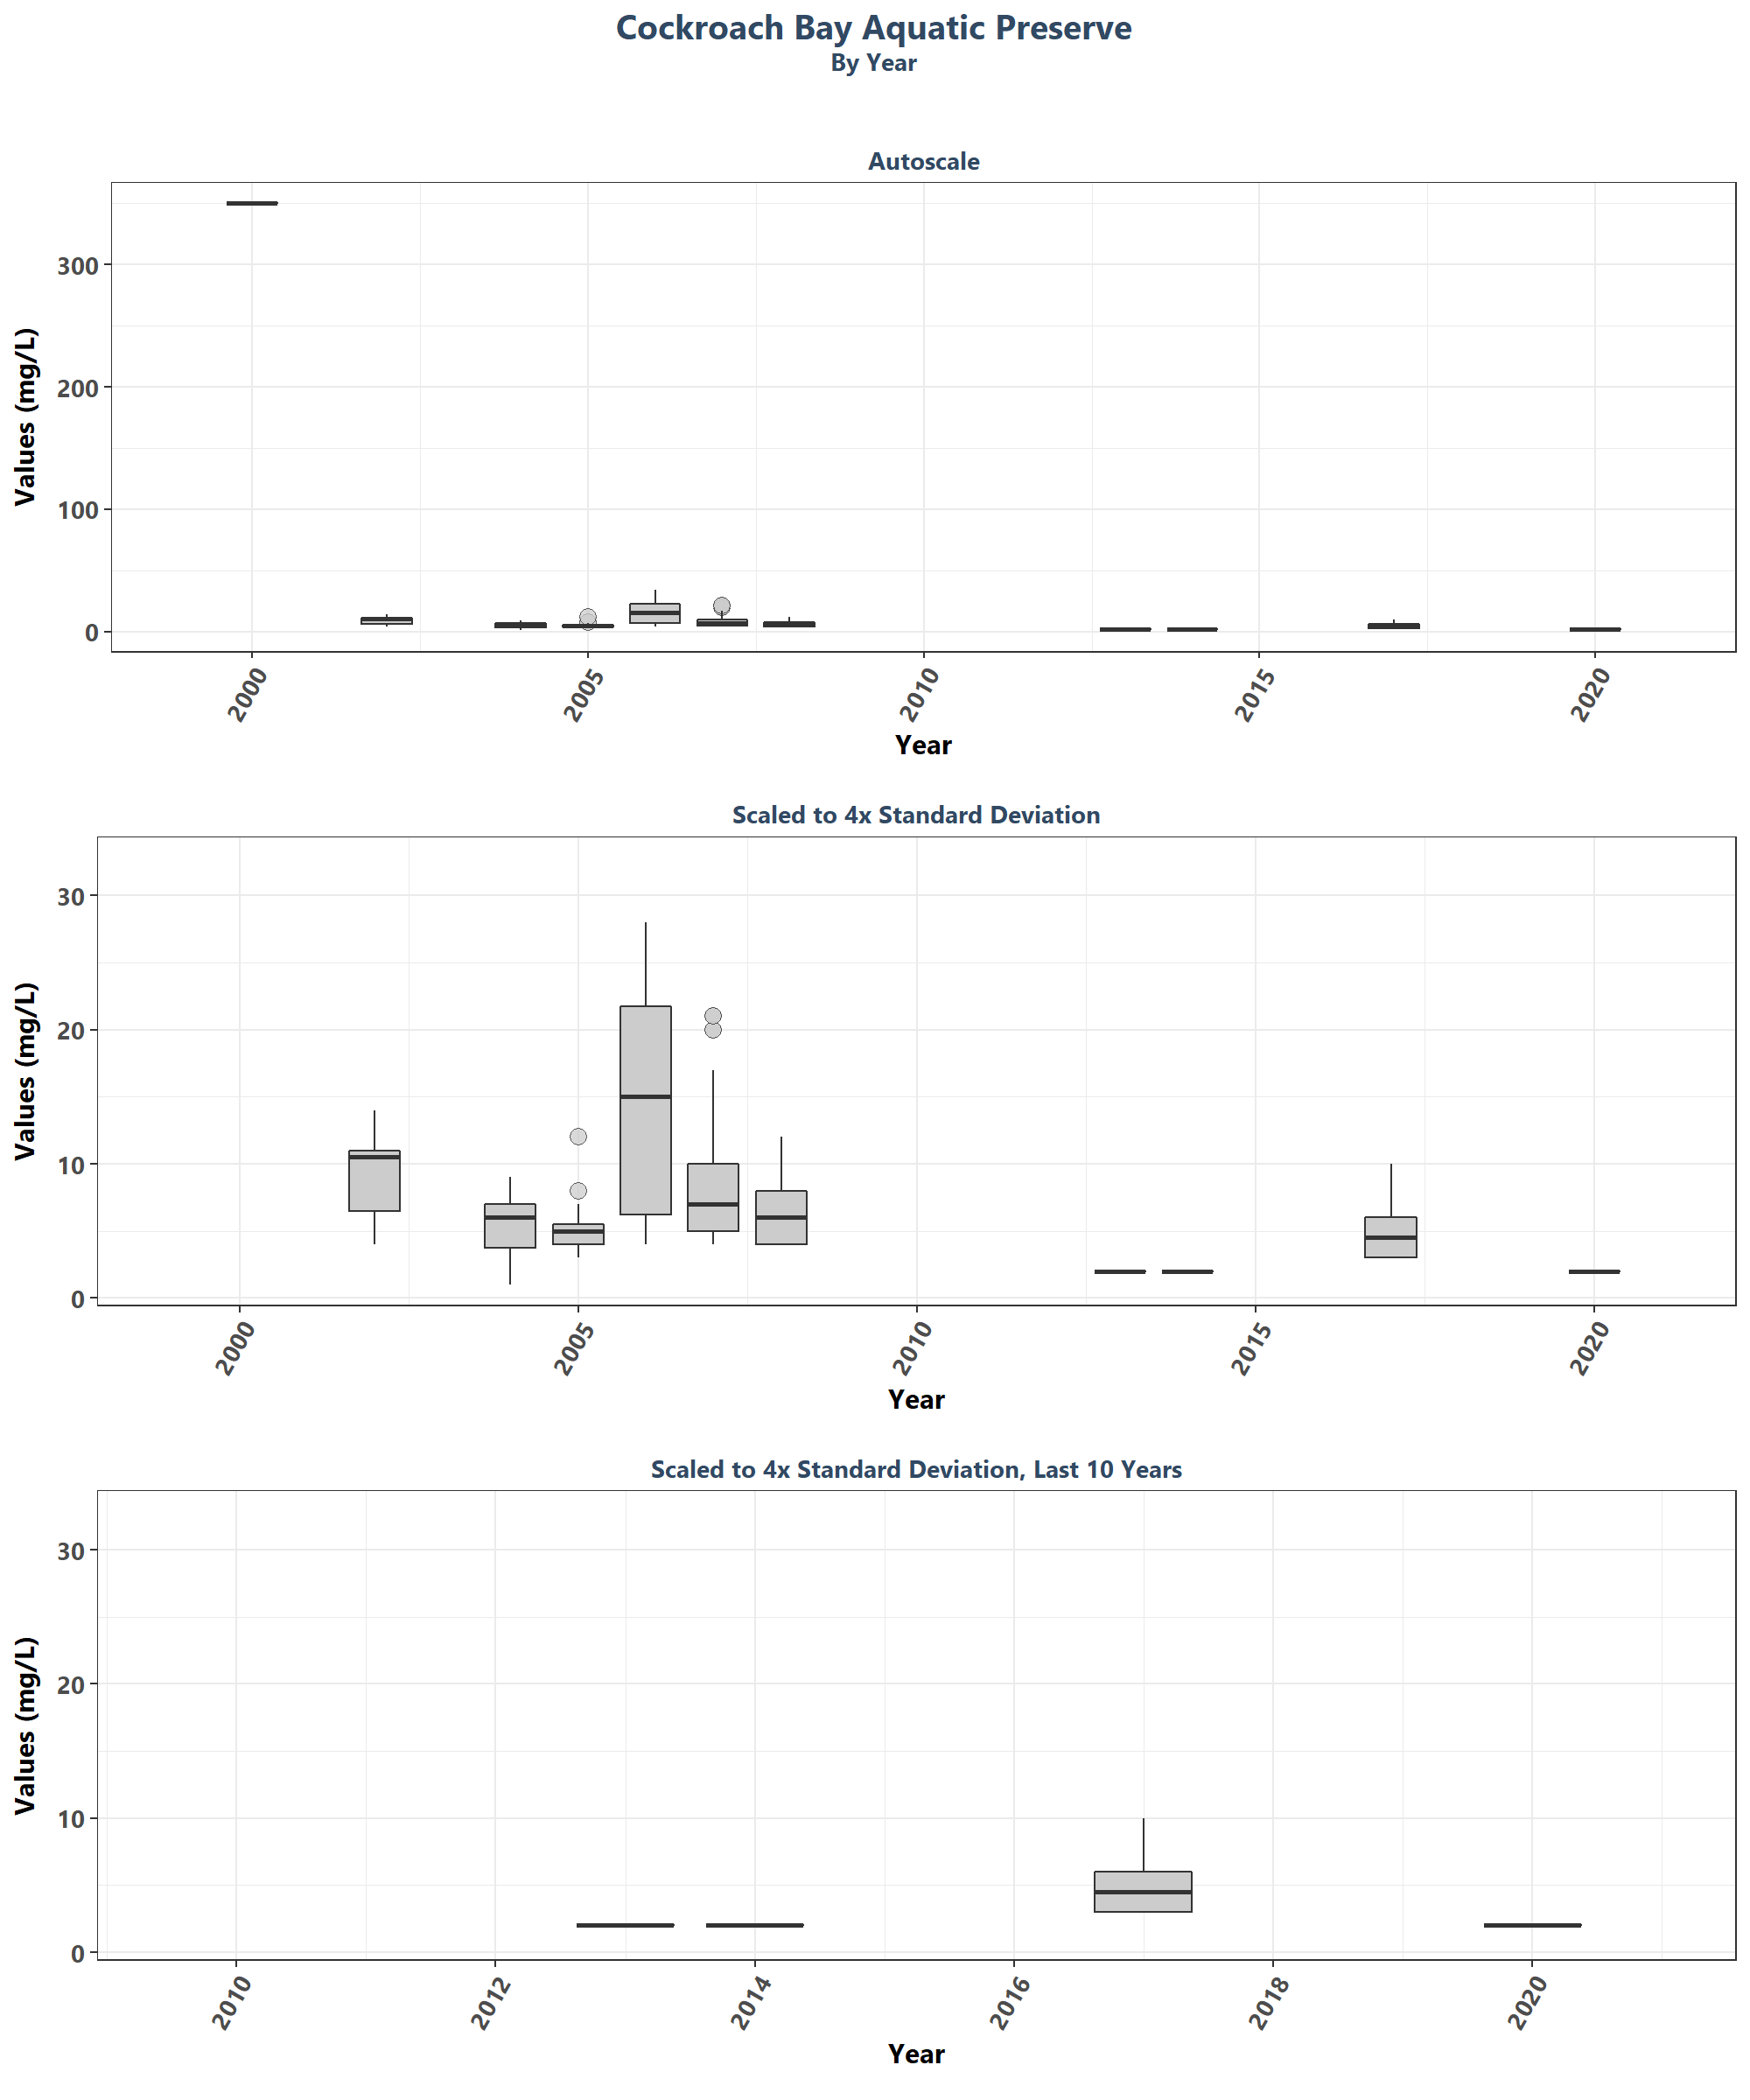 Cockroach Bay Aquatic Preserve
By Year
Autoscale
Values (mg/L)
300
200
100
0
2000
2005
2010
2015
2020
Year
Scaled to 4x Standard Deviation
Values (mg/L)
30
20
10
0
2000
2005
2010
2015
2020
Year
Scaled to 4x Standard Deviation, Last 10 Years
Values (mg/L)
30
20
10
0
2010
2012
2014
2016
2018
2020
Year